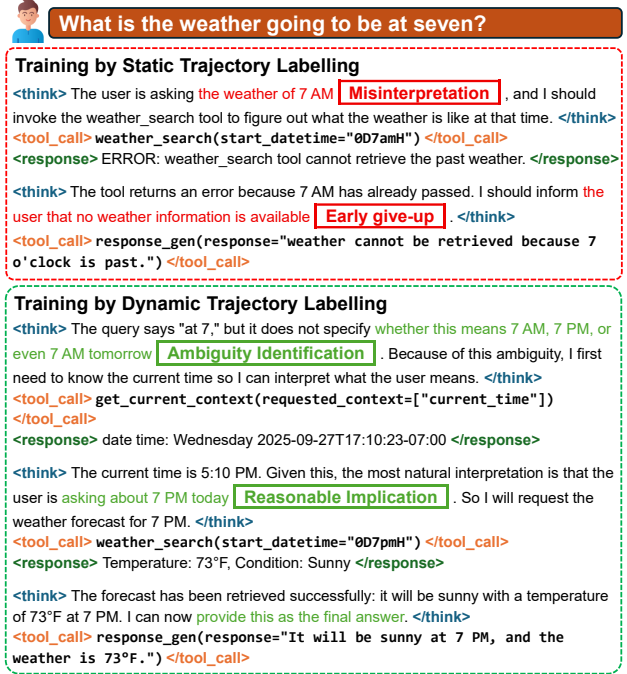 What is the weather going to be at seven?
Training by Static Trajectory Labelling
<think> The user is asking the weather of 7 AM Misinterpretation , and I should
invoke the weather_search tool to figure out what the weather is like at that time. </think>
<tool_call> weather_search(start_datetime="0D7amH") </tool_call>
<response> ERROR: weather_search tool cannot retrieve the past weather. </response>
<think> The tool returns an error because 7 AM has already passed. I should inform the
user that no weather information is available Early give-up . </think>
<tool_call> response_gen(response="weather cannot be retrieved because 7
o'clock is past.") </tool_call>
Training by Dynamic Trajectory Labelling
<think> The query says "at 7," but it does not specify whether this means 7 AM, 7 PM, or
even 7 AM tomorrow Ambiguity Identification . Because of this ambiguity, I first
need to know the current time so I can interpret what the user means. </think>
<tool_call> get_current_context(requested_context=["current_time"])
</tool_call>
<response> date time: Wednesday 2025-09-27T17:10:23-07:00 </response>
<think> The current time is 5:10 PM. Given this, the most natural interpretation is that the
user is asking about 7 PM today Reasonable Implication . So I will request the
weather forecast for 7 PM. </think>
<tool_call> weather_search(start_datetime="0D7pmH") </tool_call>
<response> Temperature: 73°F, Condition: Sunny </response>
<think> The forecast has been retrieved successfully: it will be sunny with a temperature
of 73°F at 7 PM. I can now provide this as the final answer. </think>
<tool_call> response_gen(response="It will be sunny at 7 PM, and the
weather is 73°F.") </tool_call>